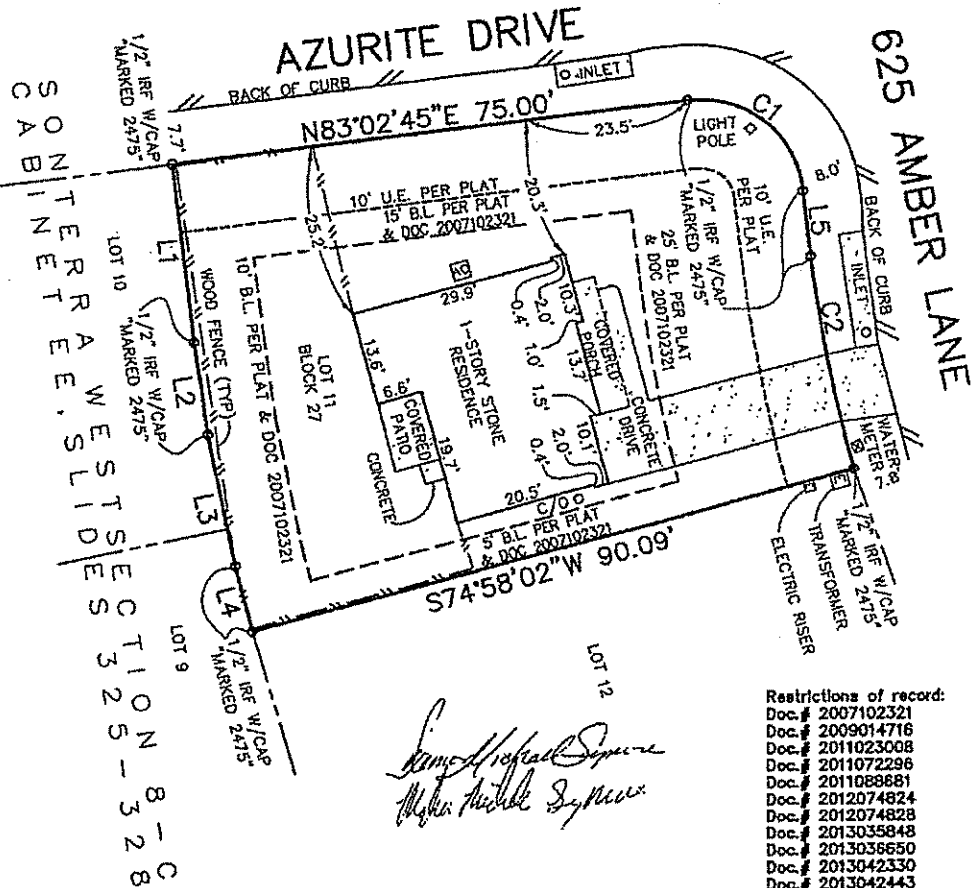 AZURITE DRIVE
625 AMBER LANE
BACK OF CURB
INLET
N83°02'45"E 75.00'
23.5'
LIGHT
POLE
C1
8.0'
BACK OF CURB
L5
INLET
C2
1/2" IRF W/CAP
"MARKED 2475"
7.7'
10' U.E. PER PLAT
15' B.L. PER PLAT
& DOC 2007102321
20.3'
25.2'
1/2" IRF W/CAP
"MARKED 2475"
10' U.E.
PER PLAT
25' B.L. PER PLAT
& DOC 2007102321
L1
LOT 10
WOOD FENCE (TYP)
1/2" IRF W/CAP
"MARKED 2475"
L2
10' B.L. PER PLAT & DOC 2007102321
LOT 11
BLOCK 27
29.9'
0.4'
2.0'
10.3'
1.0'
COVERED
PORCH
13.7'
1.5'
10.1'
2.0'
0.4'
1-STORY STONE
RESIDENCE
13.6'
6.6'
COVERED
PATIO
19.7'
CONCRETE
CONCRETE
DRIVE
20.5'
C/O
5' B.L. PER PLAT
& DOC 2007102321
S74°58'02"W 90.09'
WATER
METER
1/2" IRF W/CAP
"MARKED 2475"
TRANSFORMER
ELECTRIC RISER
L3
L4
LOT 9
1/2" IRF W/CAP
"MARKED 2475"
LOT 12
SONTERRA WEST SECTION 8-C
CABINET EE, SLIDES 325-328
Restrictions of record:
Doc.# 2007102321
Doc.# 2009014716
Doc.# 2011023008
Doc.# 2011072296
Doc.# 2011088681
Doc.# 2012074824
Doc.# 2012074828
Doc.# 2013035848
Doc.# 2013036650
Doc.# 2013042330
Doc.# 2013042443